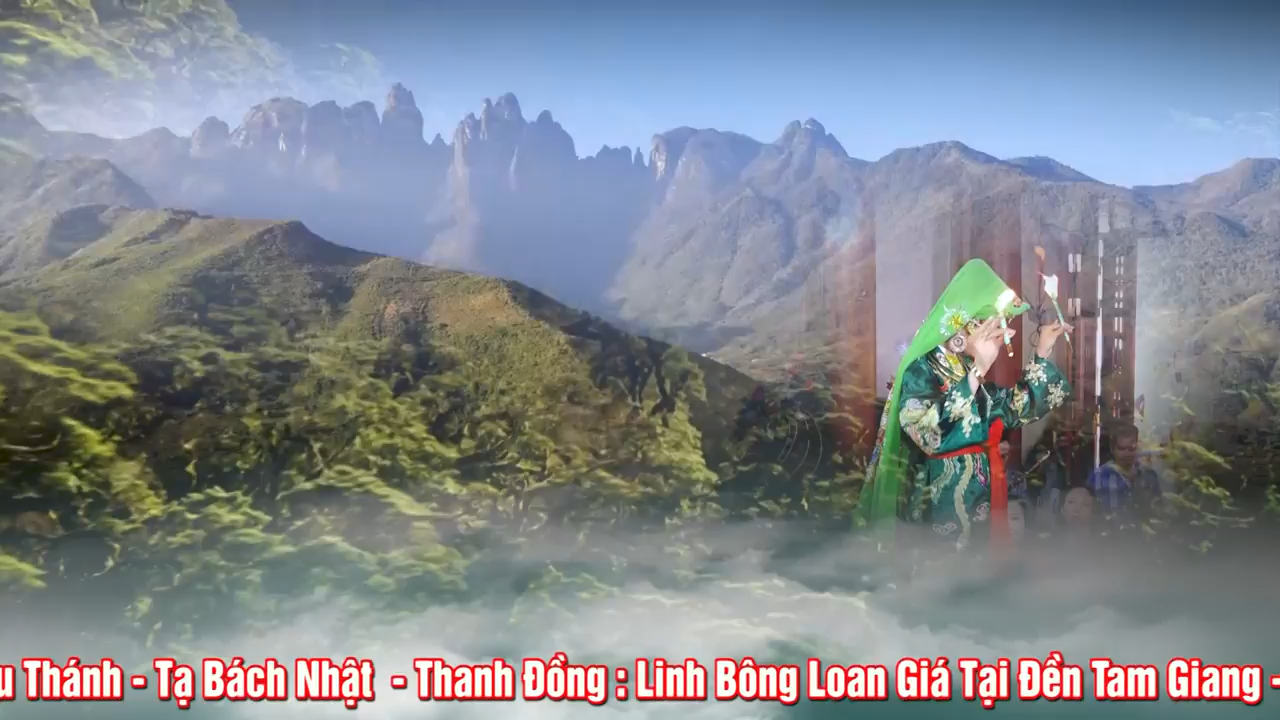 u Thánh - Tạ Bách Nhật - Thanh Đồng : Linh Bông Loan Giá Tại Đền Tam Giang -